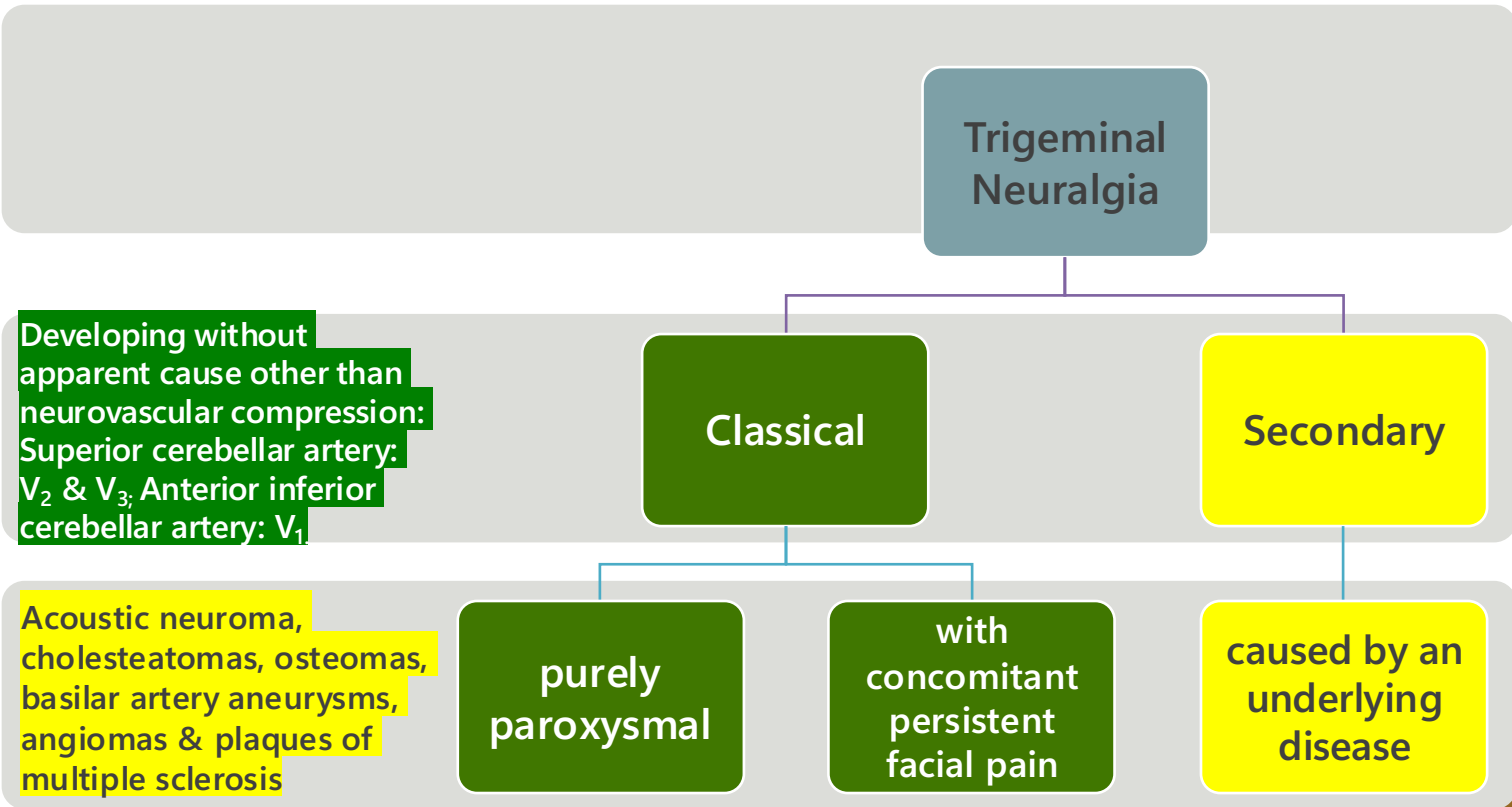 Trigeminal
Neuralgia
Developing without
apparent cause other than
neurovascular compression:
Superior cerebellar artery:
V₂ & V₃; Anterior inferior
cerebellar artery: V₁.
Classical
Secondary
Acoustic neuroma,
cholesteatomas, osteomas,
basilar artery aneurysms,
angiomas & plaques of
multiple sclerosis
purely
paroxysmal
with
concomitant
persistent
facial pain
caused by an
underlying
disease